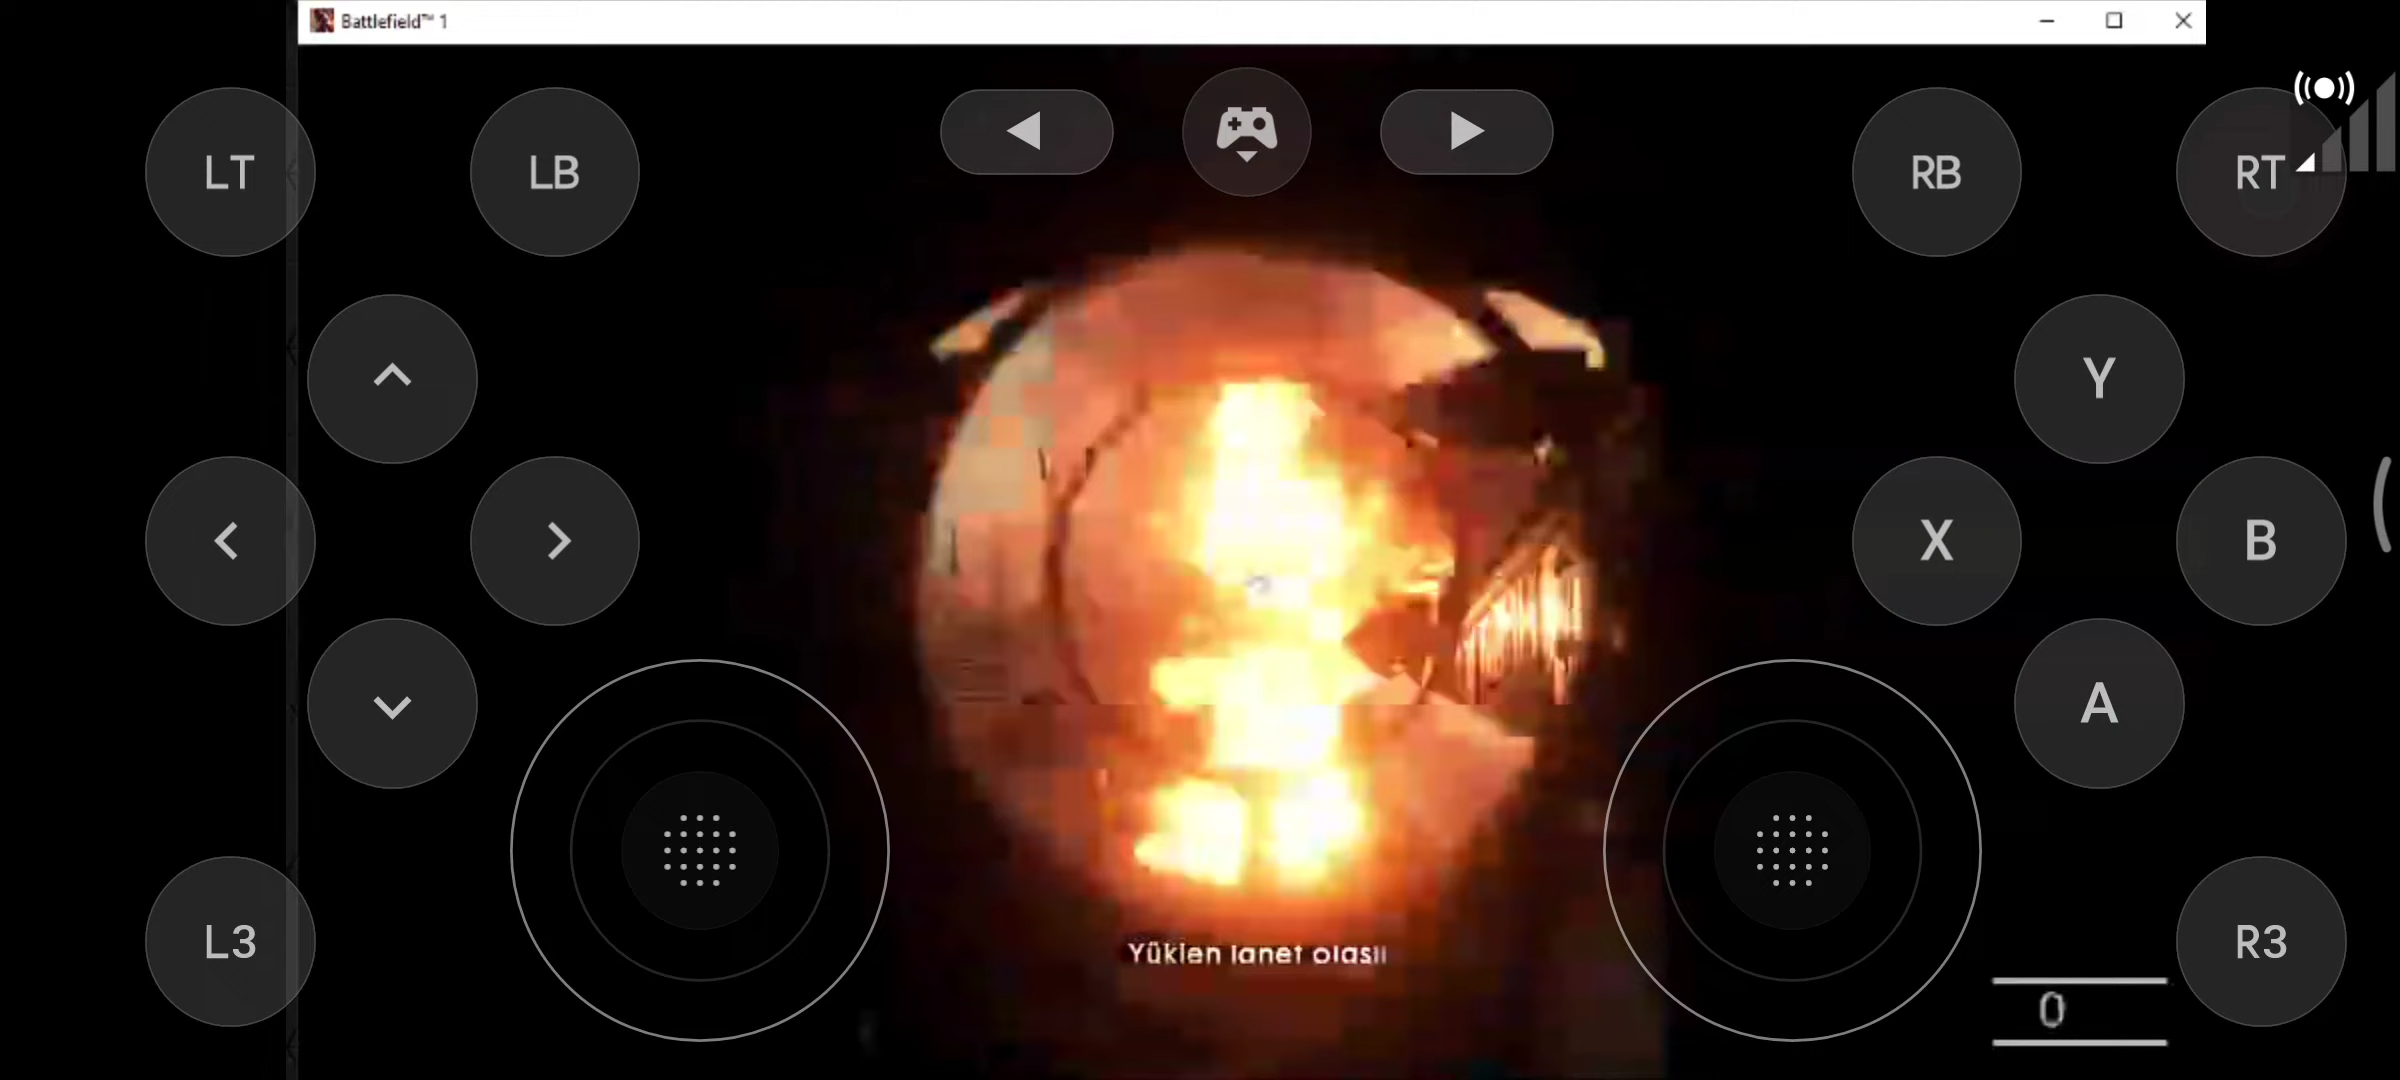 Battlefield™ 1
LT
LB
RB
RT
Y
X
B
A
L3
R3
Yüklen lanet olası!
0